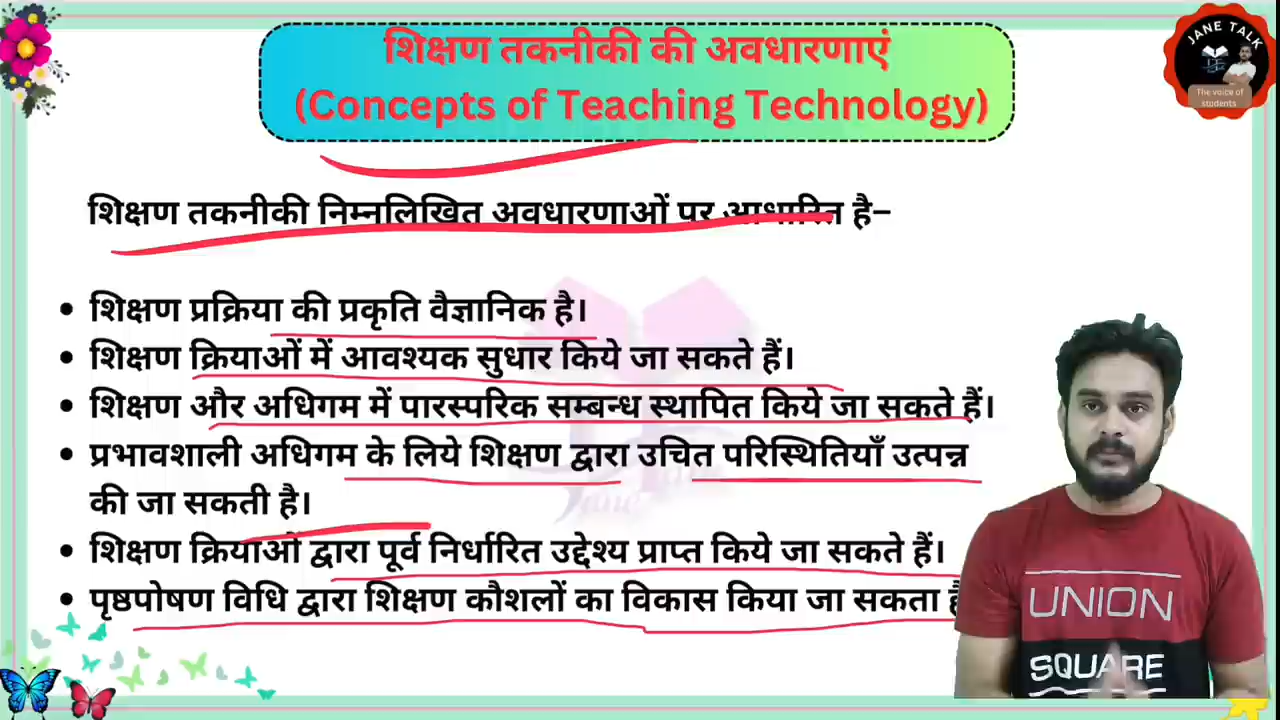 शिक्षण तकनीकी की अवधारणाएं
(Concepts of Teaching Technology)
JANE TALK
The voice of
students
शिक्षण तकनीकी निम्नलिखित अवधारणाओं पर आधारित है–
• शिक्षण प्रक्रिया की प्रकृति वैज्ञानिक है।
• शिक्षण क्रियाओं में आवश्यक सुधार किये जा सकते हैं।
• शिक्षण और अधिगम में पारस्परिक सम्बन्ध स्थापित किये जा सकते हैं।
• प्रभावशाली अधिगम के लिये शिक्षण द्वारा उचित परिस्थितियाँ उत्पन्न
की जा सकती है।
• शिक्षण क्रियाओं द्वारा पूर्व निर्धारित उद्देश्य प्राप्त किये जा सकते हैं।
• पृष्ठपोषण विधि द्वारा शिक्षण कौशलों का विकास किया जा सकता
UNION
SQUARE